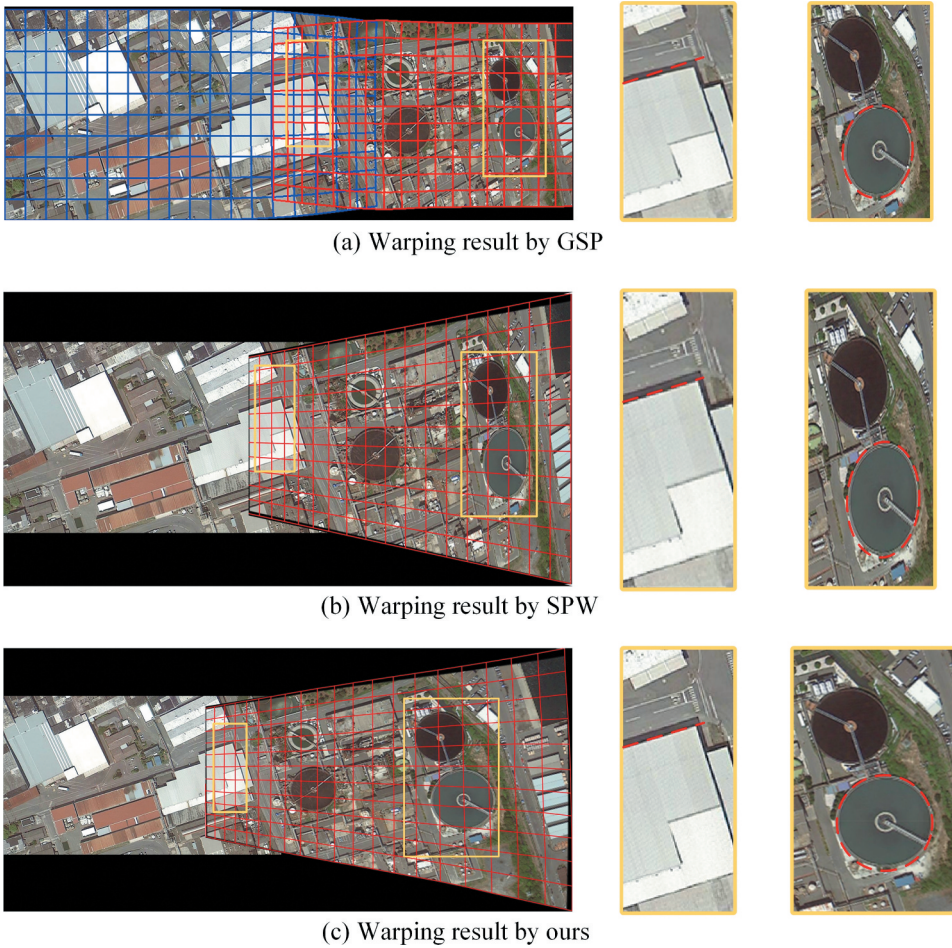 (a) Warping result by GSP
(b) Warping result by SPW
(c) Warping result by ours